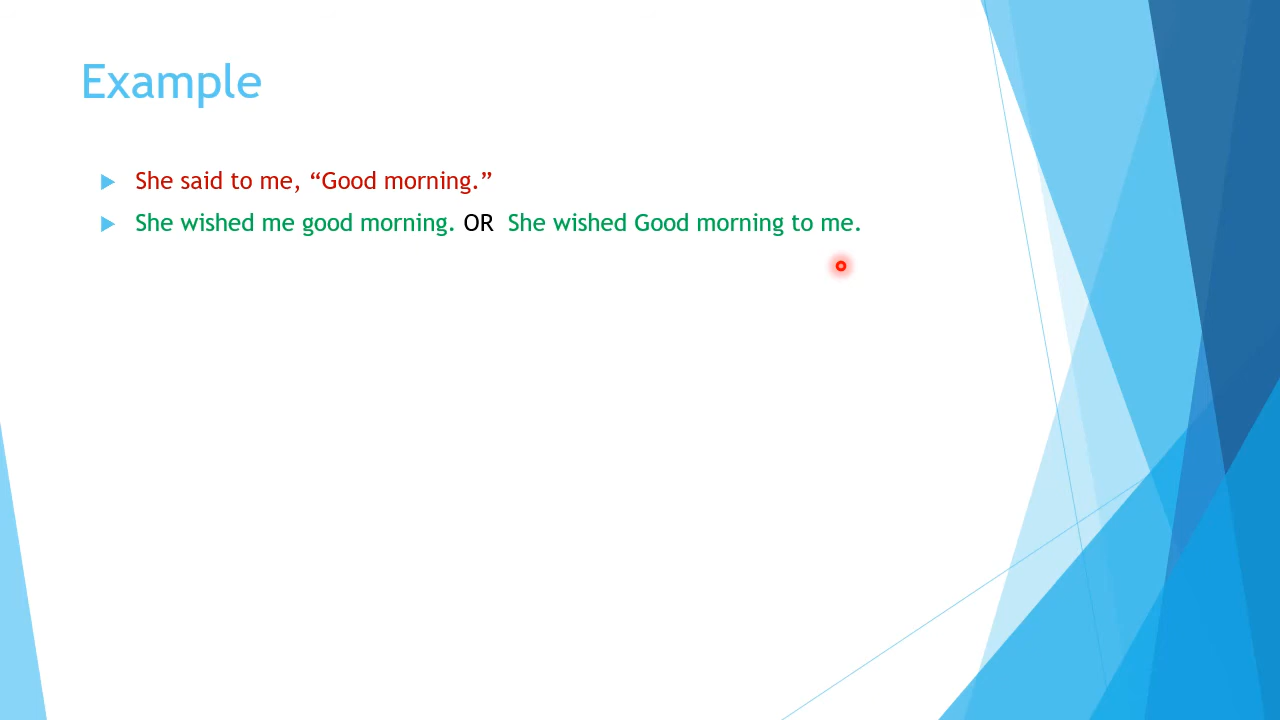 Example
She said to me, “Good morning.”
She wished me good morning. OR She wished Good morning to me.